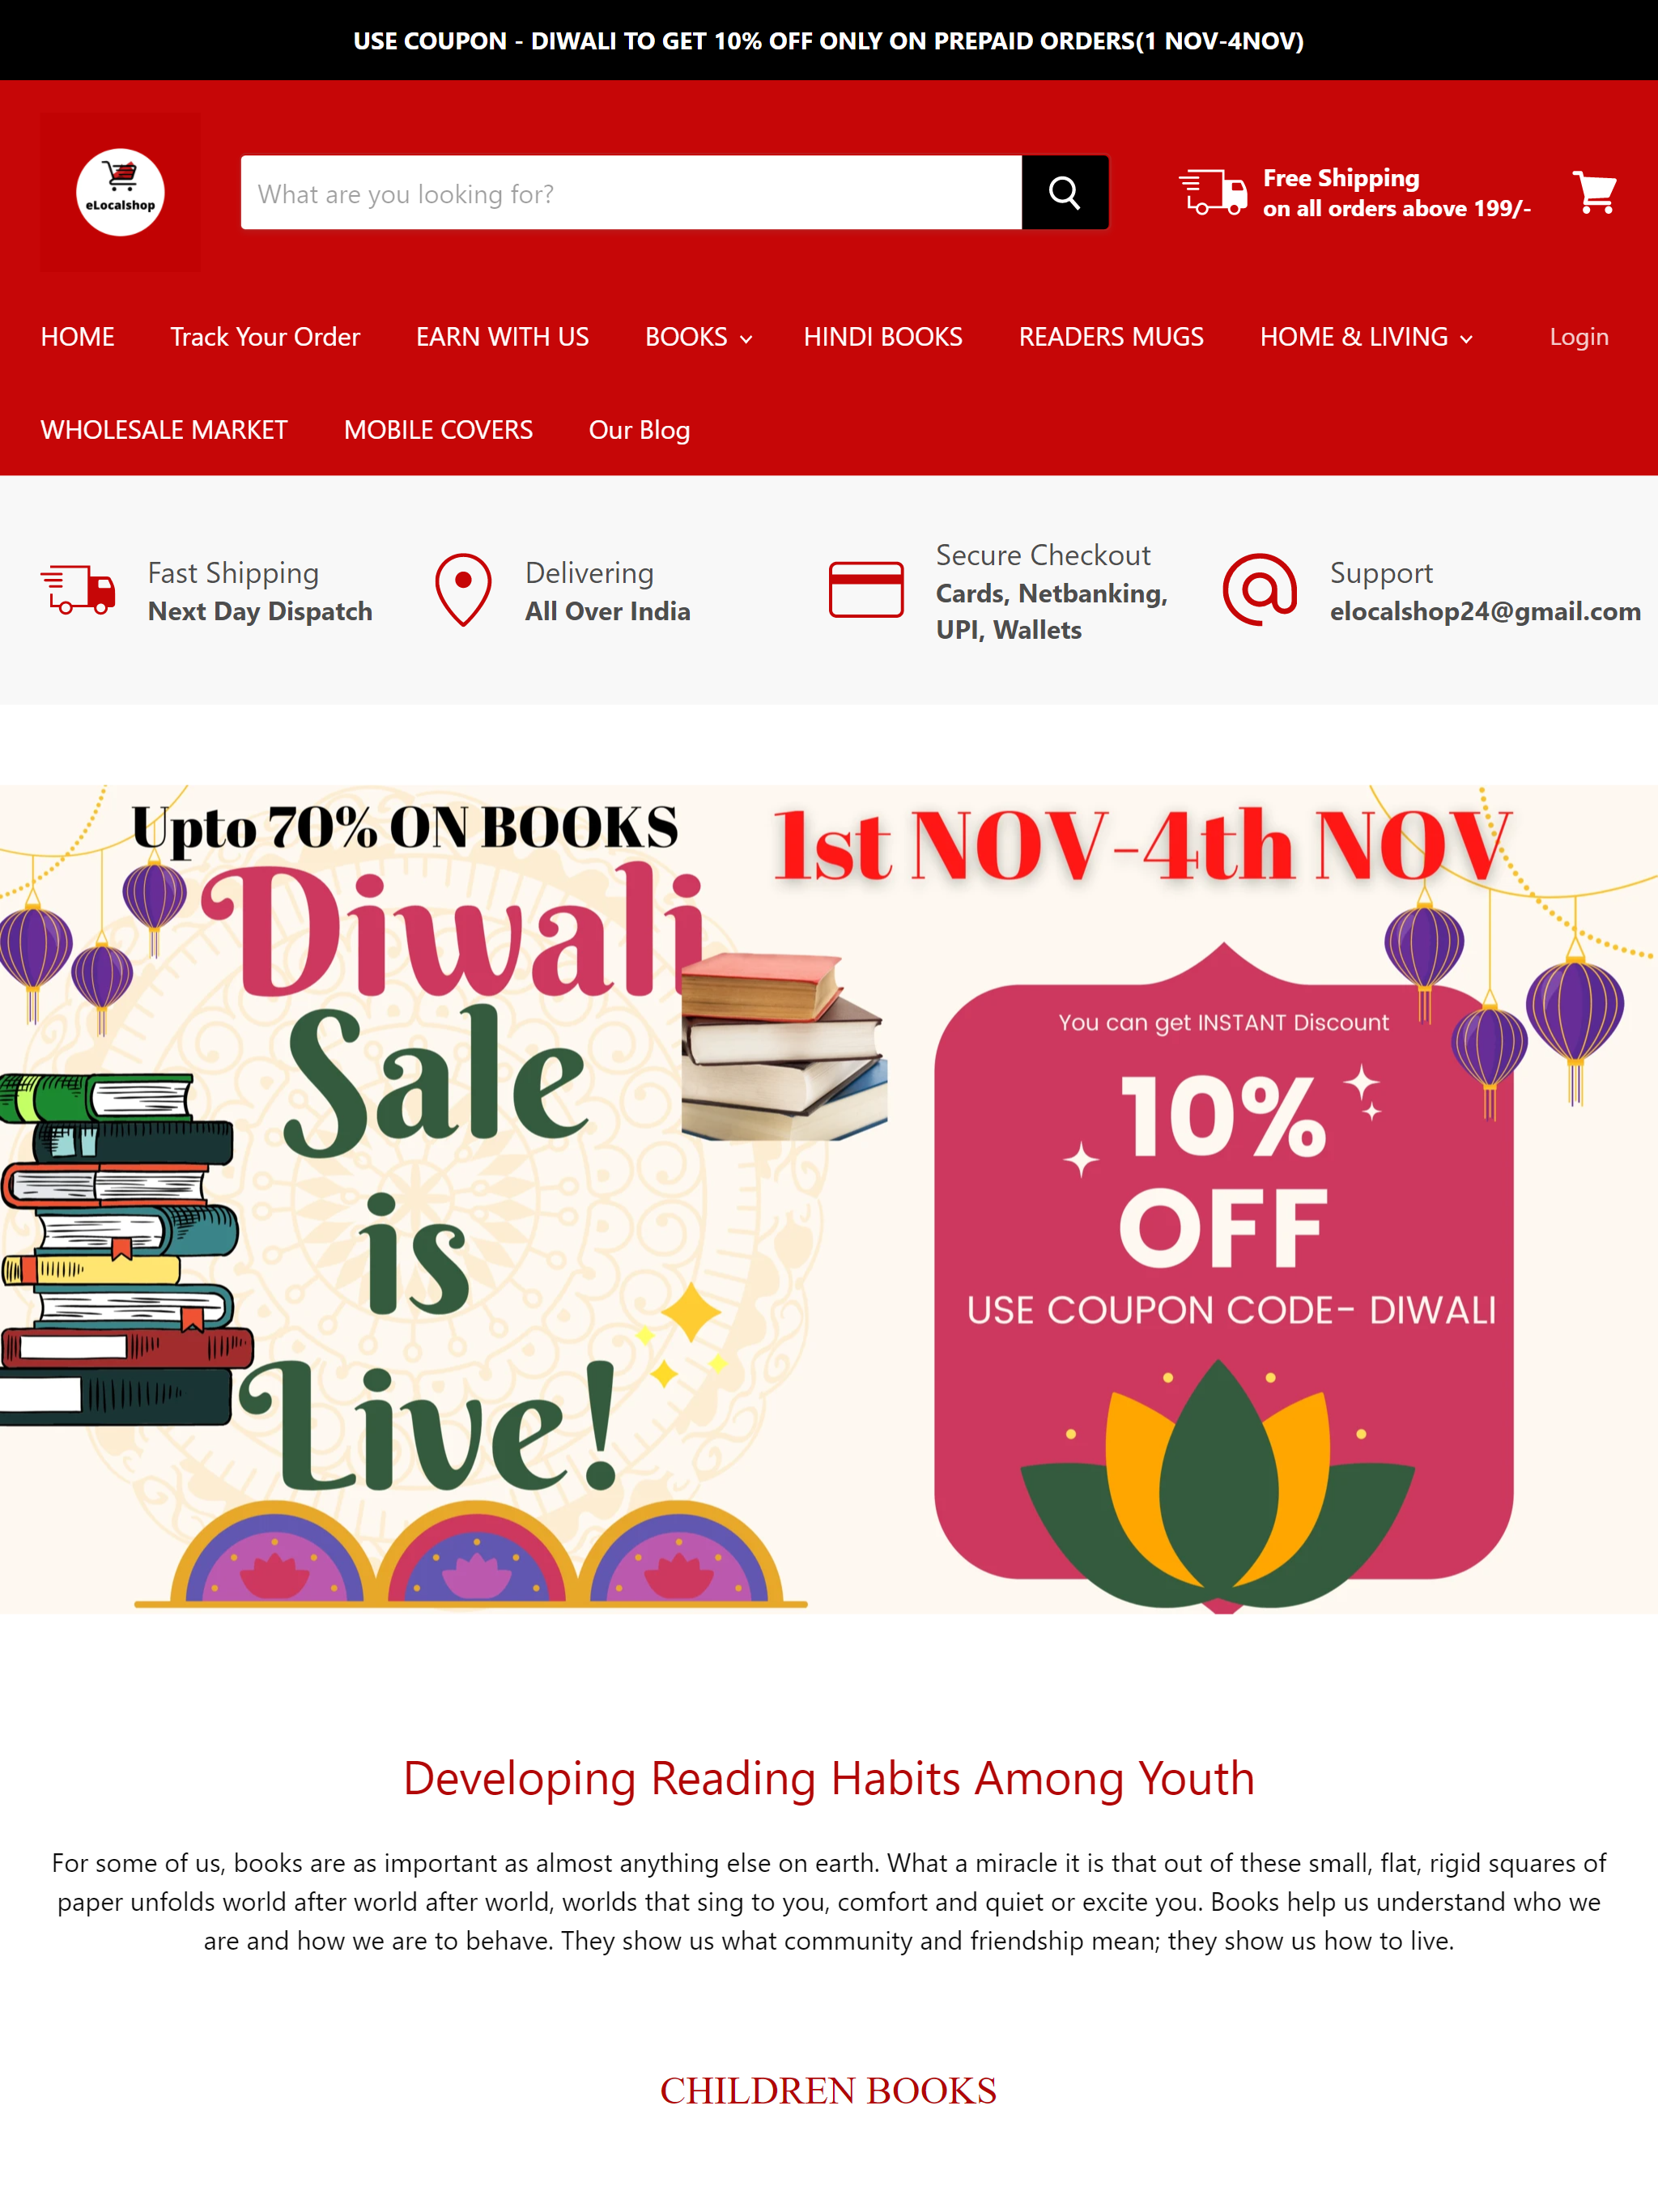 USE COUPON - DIWALI TO GET 10% OFF ONLY ON PREPAID ORDERS(1 NOV-4NOV)
eLocalshop
What are you looking for?
Free Shipping
on all orders above 199/-
HOME
Track Your Order
EARN WITH US
BOOKS
HINDI BOOKS
READERS MUGS
HOME & LIVING
Login
WHOLESALE MARKET
MOBILE COVERS
Our Blog
Fast Shipping
Next Day Dispatch
Delivering
All Over India
Secure Checkout
Cards, Netbanking,
UPI, Wallets
Support
elocalshop24@gmail.com
Upto 70% ON BOOKS
Diwali
Sale
is
Live!
1st NOV-4th NOV
You can get INSTANT Discount
10%
OFF
USE COUPON CODE- DIWALI
Developing Reading Habits Among Youth
For some of us, books are as important as almost anything else on earth. What a miracle it is that out of these small, flat, rigid squares of
paper unfolds world after world after world, worlds that sing to you, comfort and quiet or excite you. Books help us understand who we
are and how we are to behave. They show us what community and friendship mean; they show us how to live.
CHILDREN BOOKS